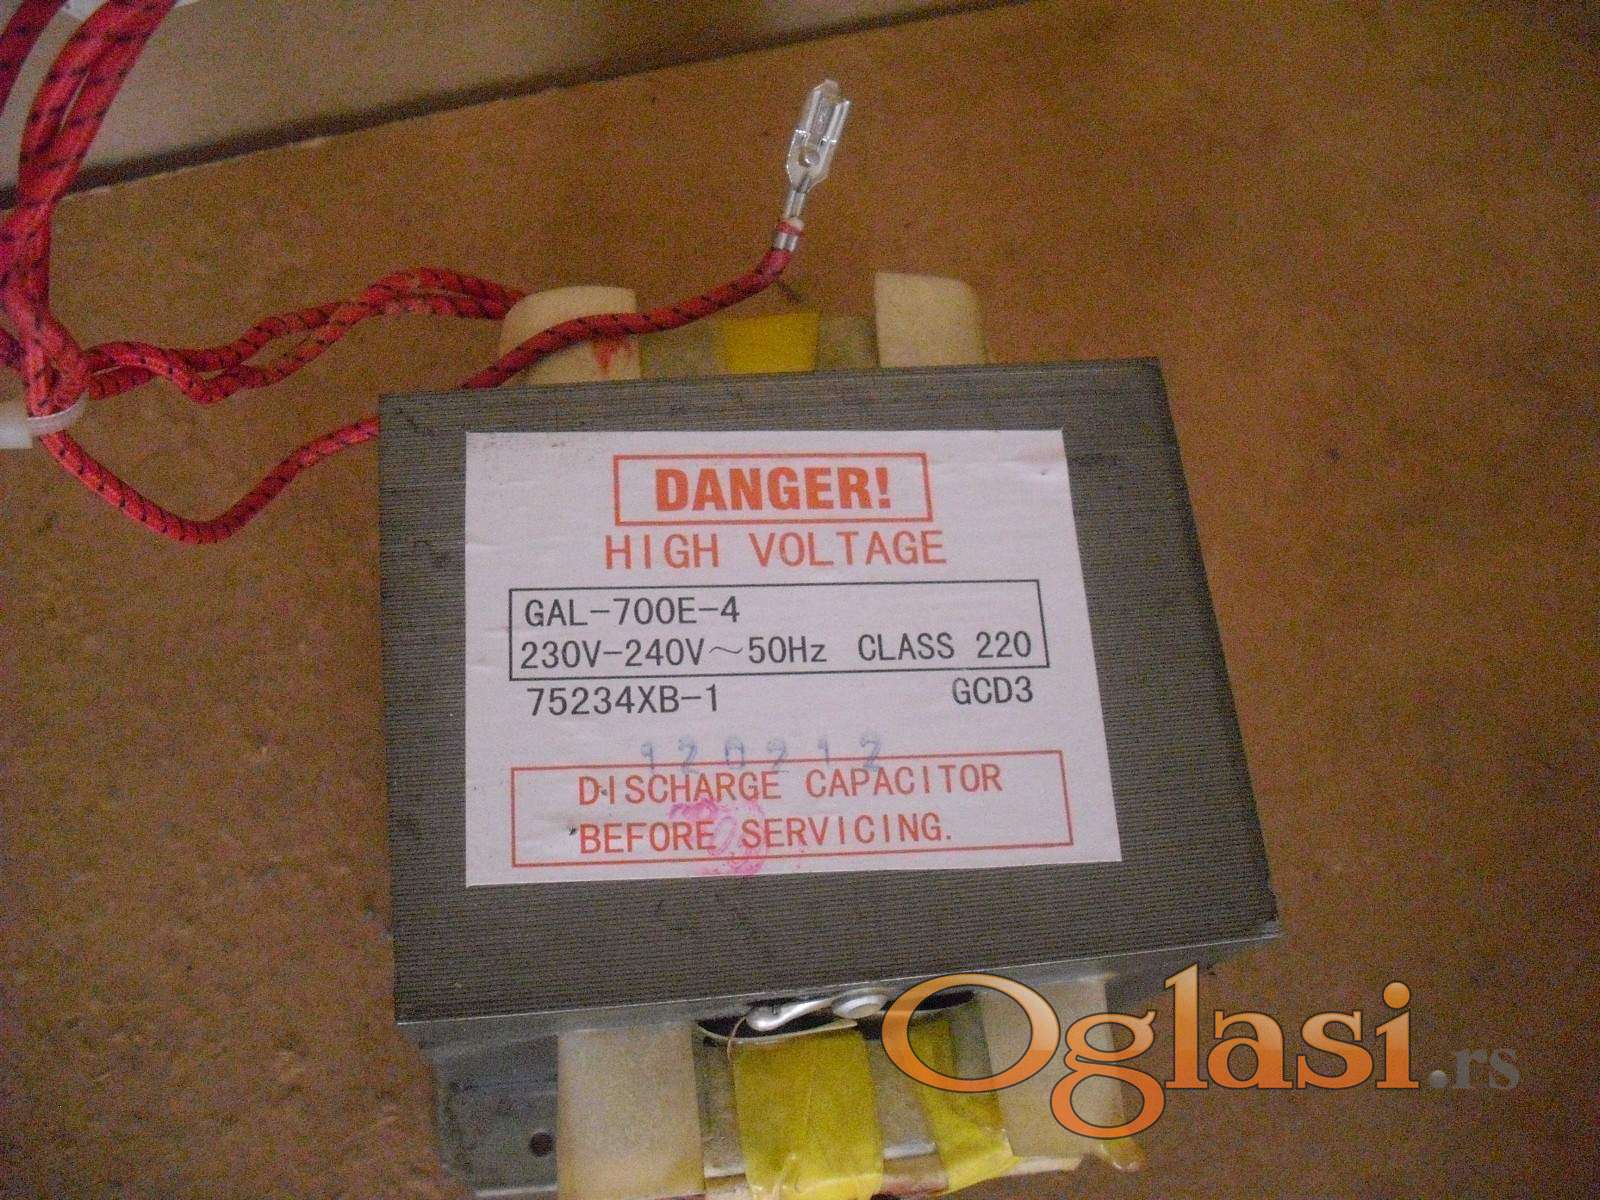 DANGER!
HIGH VOLTAGE
GAL-700E-4
230V-240V~50Hz CLASS 220
75234XB-1 GCD3
DISCHARGE CAPACITOR
BEFORE SERVICING.
Oglasi.rs